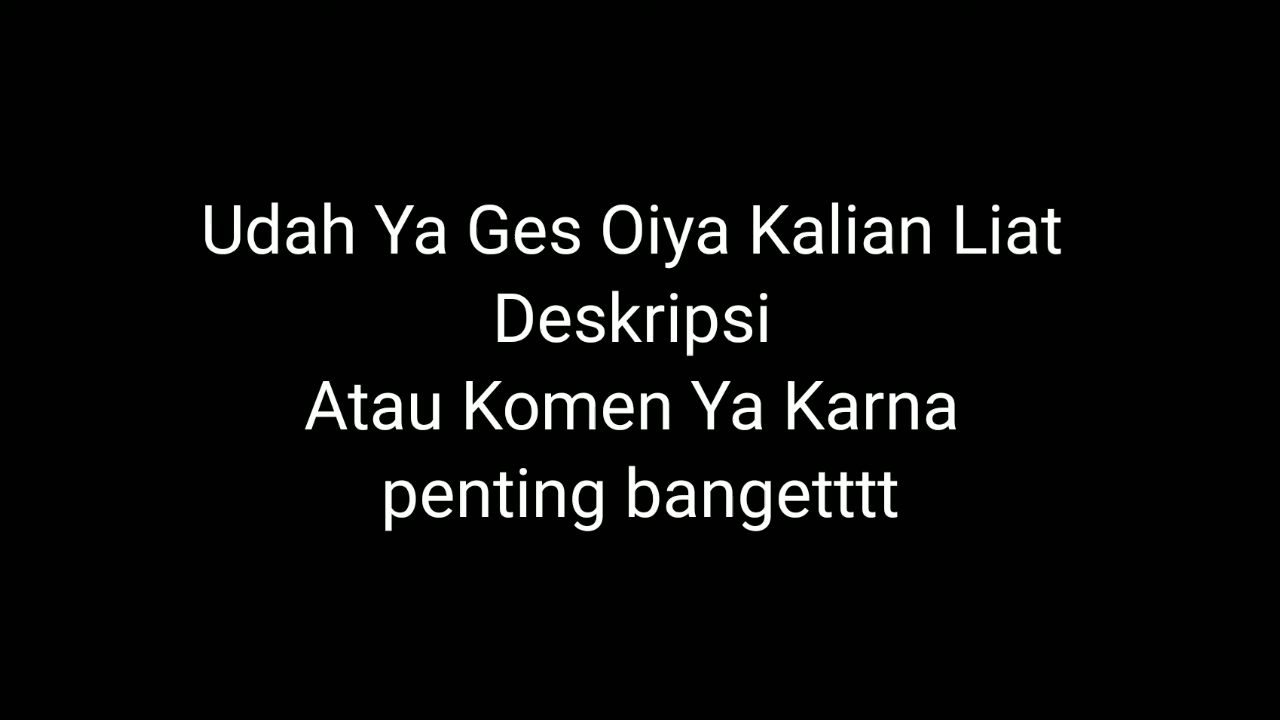 Udah Ya Ges Oiya Kalian Liat
Deskripsi
Atau Komen Ya Karna
penting bangetttt